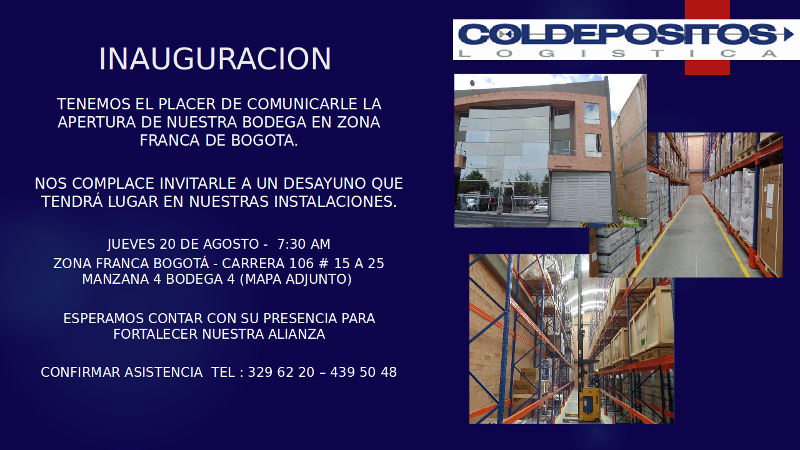 INAUGURACION
TENEMOS EL PLACER DE COMUNICARLE LA
APERTURA DE NUESTRA BODEGA EN ZONA
FRANCA DE BOGOTA.
NOS COMPLACE INVITARLE A UN DESAYUNO QUE
TENDRÁ LUGAR EN NUESTRAS INSTALACIONES.
JUEVES 20 DE AGOSTO -  7:30 AM
ZONA FRANCA BOGOTÁ - CARRERA 106 # 15 A 25
MANZANA 4 BODEGA 4 (MAPA ADJUNTO)
ESPERAMOS CONTAR CON SU PRESENCIA PARA
FORTALECER NUESTRA ALIANZA
CONFIRMAR ASISTENCIA  TEL : 329 62 20 – 439 50 48
COLDEPOSITOS
LOGISTICA